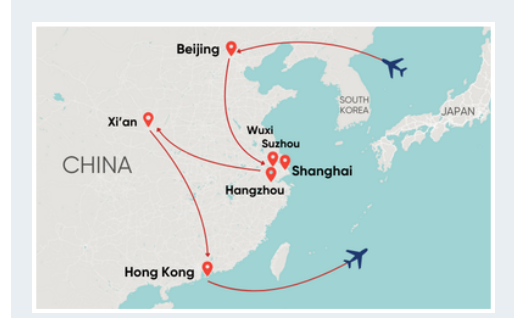 Beijing
SOUTH
KOREA
JAPAN
Xi'an
Wuxi
Suzhou
CHINA
Shanghai
Hangzhou
Hong Kong